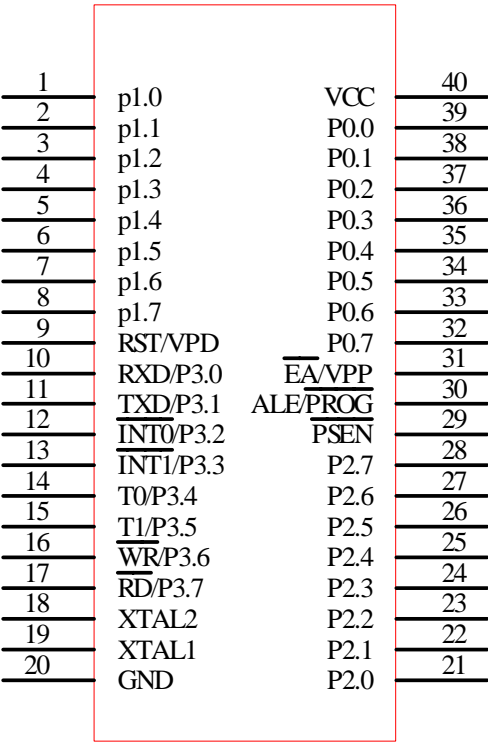 1 p1.0 VCC 40
2 p1.1 P0.0 39
3 p1.2 P0.1 38
4 p1.3 P0.2 37
5 p1.4 P0.3 36
6 p1.5 P0.4 35
7 p1.6 P0.5 34
8 p1.7 P0.6 33
9 RST/VPD P0.7 32
10 RXD/P3.0 EA/VPP 31
11 TXD/P3.1 ALE/PROG 30
12 INT0/P3.2 PSEN 29
13 INT1/P3.3 P2.7 28
14 T0/P3.4 P2.6 27
15 T1/P3.5 P2.5 26
16 WR/P3.6 P2.4 25
17 RD/P3.7 P2.3 24
18 XTAL2 P2.2 23
19 XTAL1 P2.1 22
20 GND P2.0 21